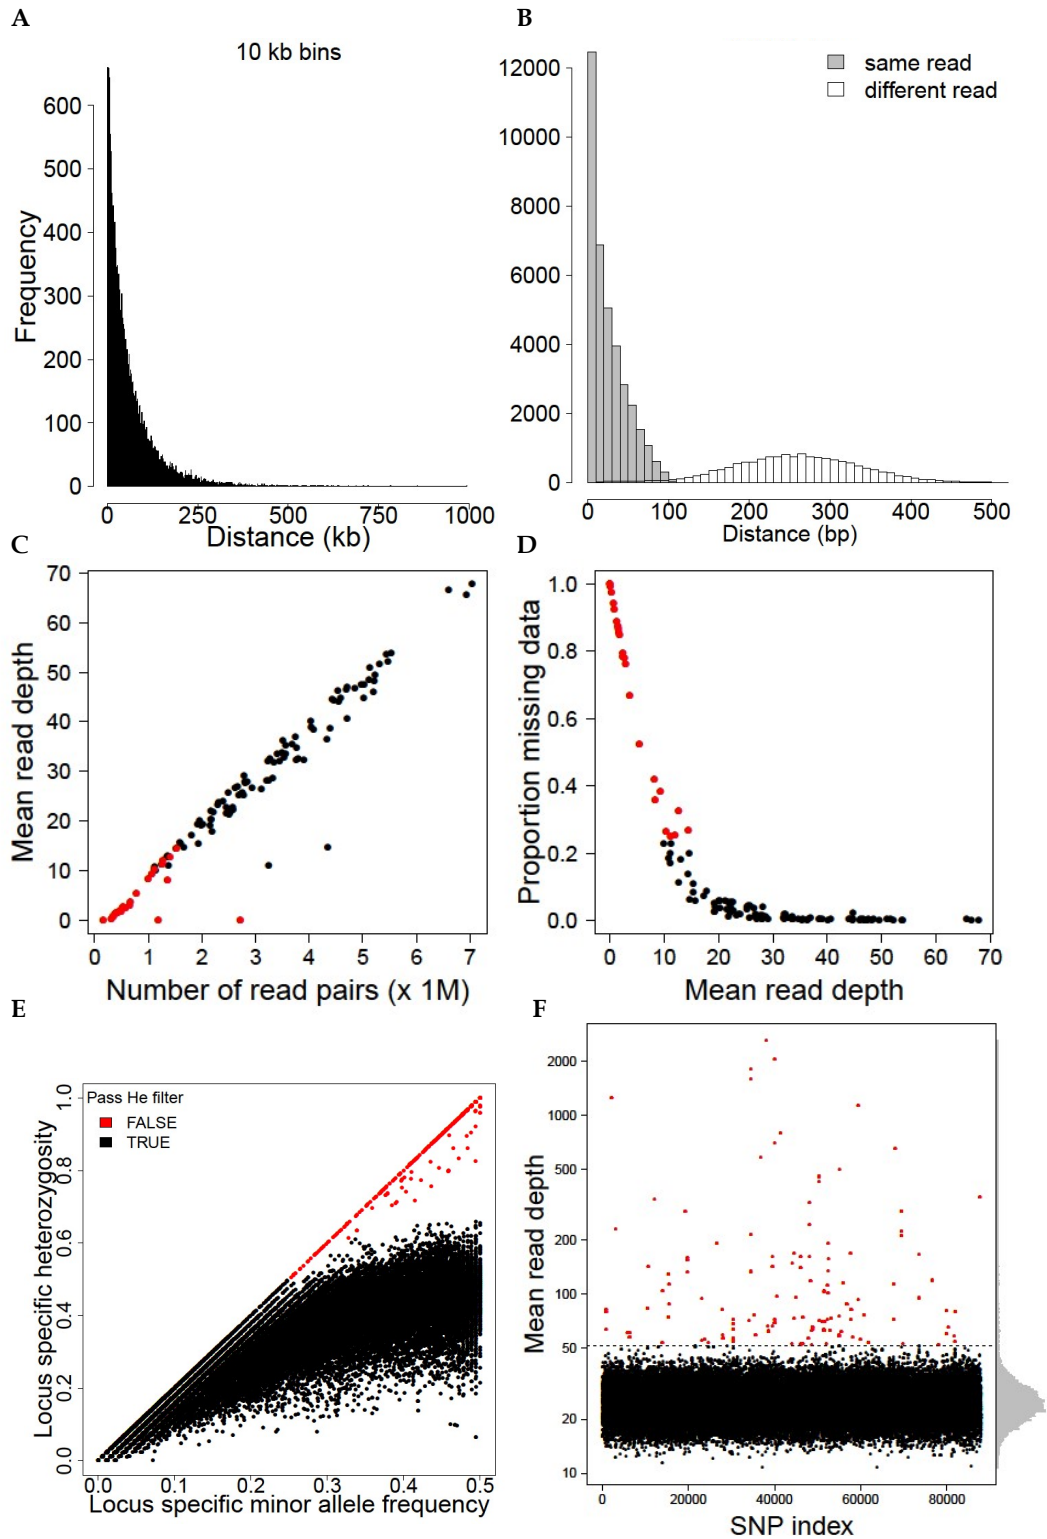 A
10 kb bins
Frequency
600
500
400
300
200
100
0
0 250 500 750 1000
Distance (kb)
B
same read
different read
12000
10000
8000
6000
4000
2000
0
0 100 200 300 400 500
Distance (bp)
C
Mean read depth
70
60
50
40
30
20
10
0
0 1 2 3 4 5 6 7
Number of read pairs (x 1M)
D
Proportion missing data
1.0
0.8
0.6
0.4
0.2
0.0
0 10 20 30 40 50 60 70
Mean read depth
E
Pass He filter
FALSE
TRUE
Locus specific heterozygosity
1.0
0.8
0.6
0.4
0.2
0.0
0.0 0.1 0.2 0.3 0.4 0.5
Locus specific minor allele frequency
F
Mean read depth
2000
1000
500
200
100
50
20
10
0 20000 40000 60000 80000
SNP index